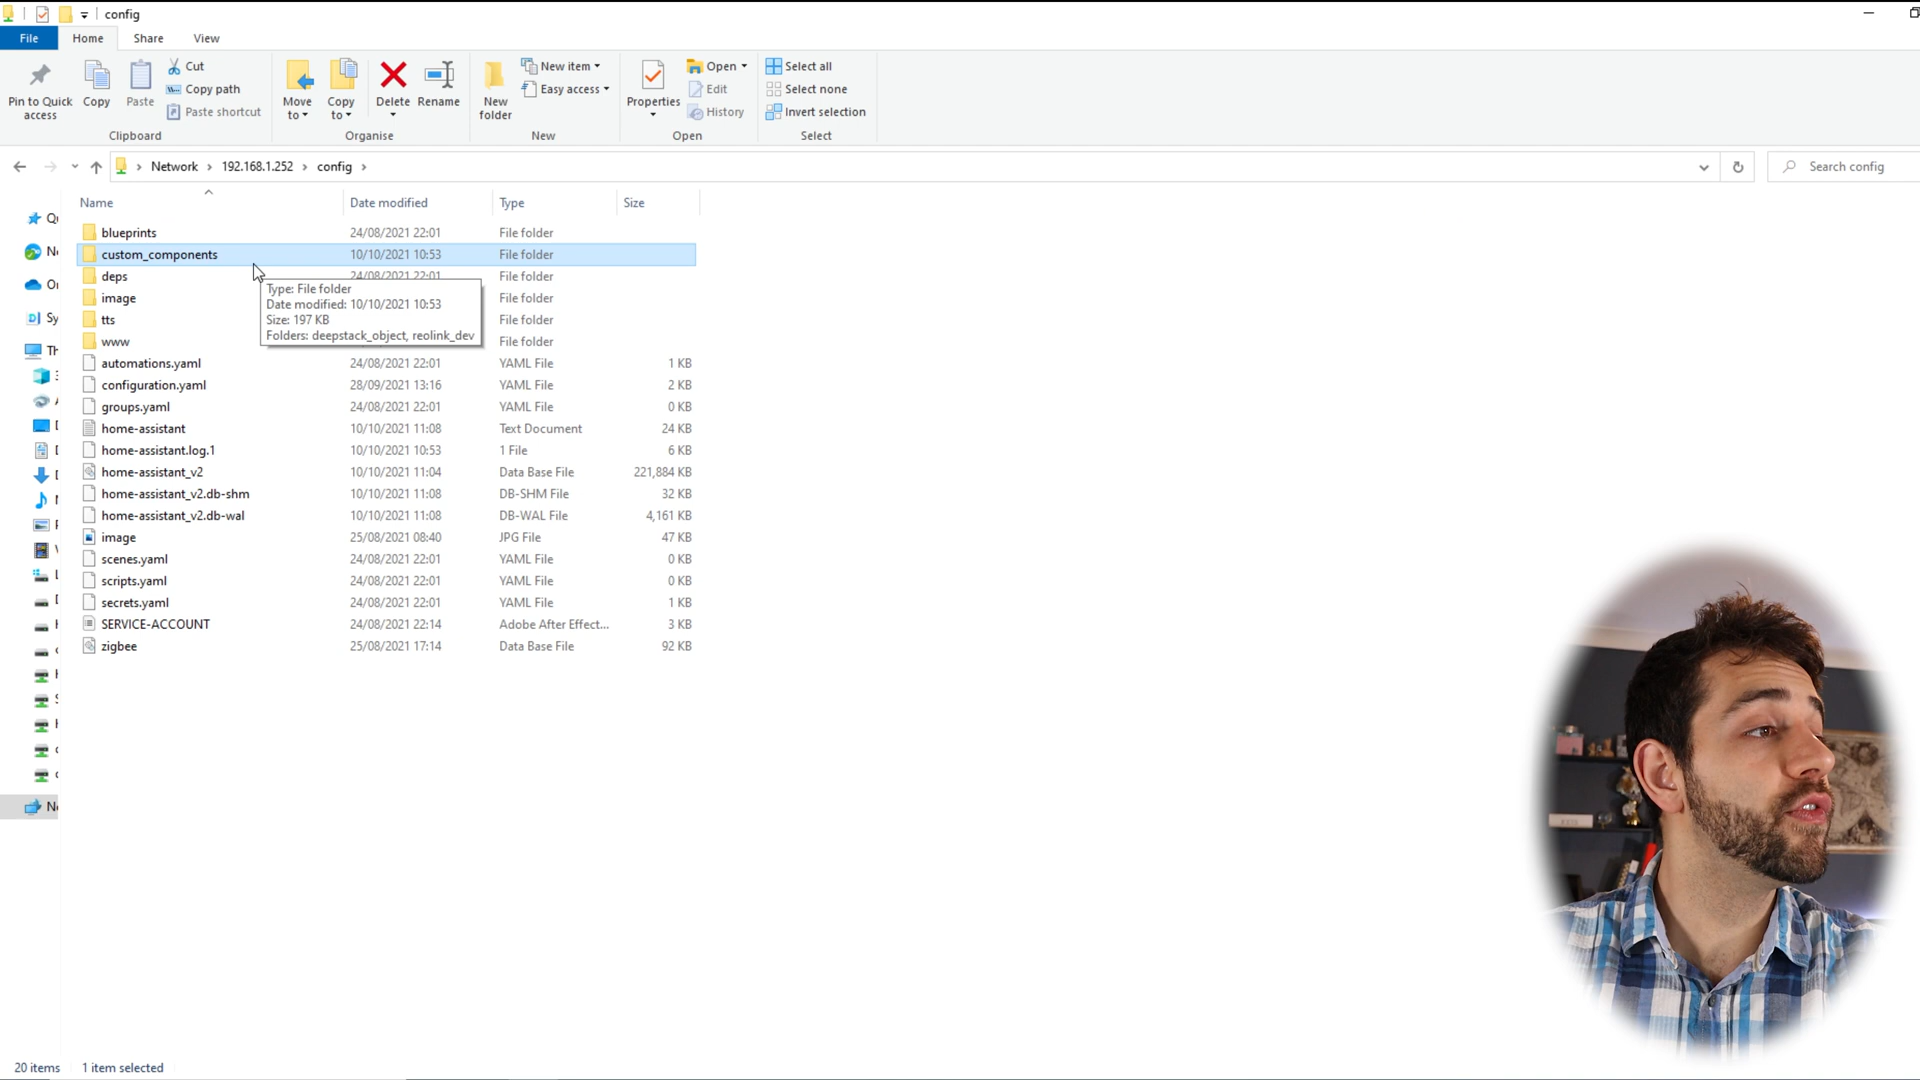 config
File Home Share View
Pin to Quick access
Copy
Paste
Cut
Copy path
Paste shortcut
Clipboard
Move to
Copy to
Delete
Rename
Organise
New folder
New item
Easy access
New
Properties
Open
Edit
History
Open
Select all
Select none
Invert selection
Select
Network › 192.168.1.252 › config ›
Search config
Name Date modified Type Size
blueprints 24/08/2021 22:01 File folder
custom_components 10/10/2021 10:53 File folder
deps 24/08/2021 22:01 File folder
image File folder
tts File folder
www File folder
Type: File folder
Date modified: 10/10/2021 10:53
Size: 197 KB
Folders: deepstack_object, reolink_dev
automations.yaml 24/08/2021 22:01 YAML File 1 KB
configuration.yaml 28/09/2021 13:16 YAML File 2 KB
groups.yaml 24/08/2021 22:01 YAML File 0 KB
home-assistant 10/10/2021 11:08 Text Document 24 KB
home-assistant.log.1 10/10/2021 10:53 1 File 6 KB
home-assistant_v2 10/10/2021 11:04 Data Base File 221,884 KB
home-assistant_v2.db-shm 10/10/2021 11:08 DB-SHM File 32 KB
home-assistant_v2.db-wal 10/10/2021 11:08 DB-WAL File 4,161 KB
image 25/08/2021 08:40 JPG File 47 KB
scenes.yaml 24/08/2021 22:01 YAML File 0 KB
scripts.yaml 24/08/2021 22:01 YAML File 0 KB
secrets.yaml 24/08/2021 22:01 YAML File 1 KB
SERVICE-ACCOUNT 24/08/2021 22:14 Adobe After Effect... 3 KB
zigbee 25/08/2021 17:14 Data Base File 92 KB
20 items 1 item selected